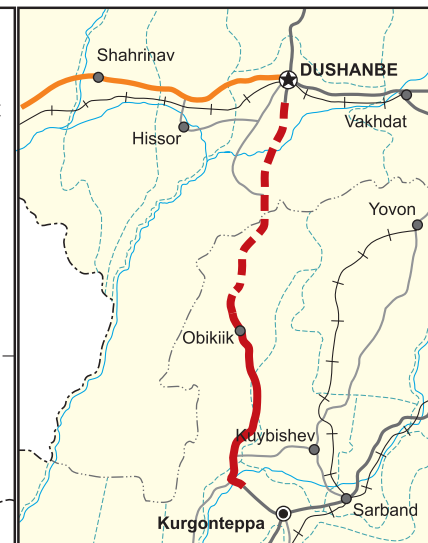 Shahrinav
DUSHANBE
Vakhdat
Hissor
Yovon
Obikiik
Kuybishev
Sarband
Kurgonteppa